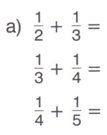 a) 1/2 + 1/3 =
1/3 + 1/4 =
1/4 + 1/5 =